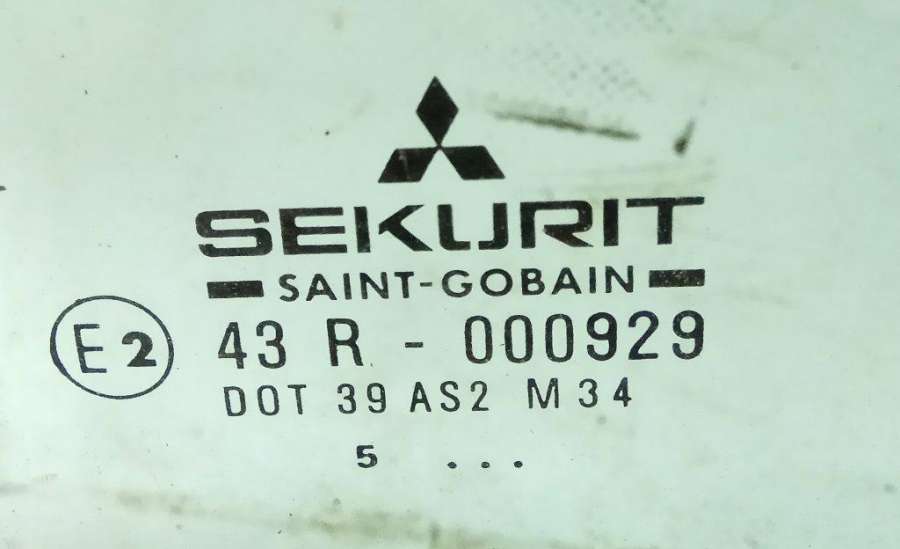 SEKURIT
SAINT-GOBAIN
E2 43 R - 000929
DOT 39 AS2 M34
5 ...